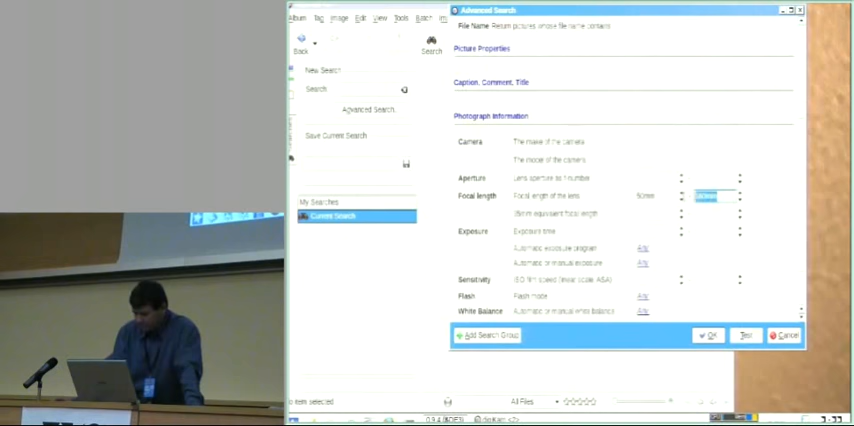 Advanced Search
Album Tag Image Edit View Tools Batch
File Name Return pictures whose file name contains
Back
Search
Picture Properties
New Search
Search
Caption, Comment, Title
Advanced Search...
Photograph Information
Save Current Search
Camera The make of the camera
The model of the camera
Aperture Lens aperture as f-number
Focal length Focal length of the lens 50mm
My Searches
35mm equivalent focal length
Current Search
Exposure Exposure time
Automatic exposure program Any
Automatic or manual exposure Any
Sensitivity ISO film speed (linear scale, ASA)
Flash Flash mode Any
White Balance Automatic or manual white balance Any
Add Search Group OK Test Cancel
item selected All Files